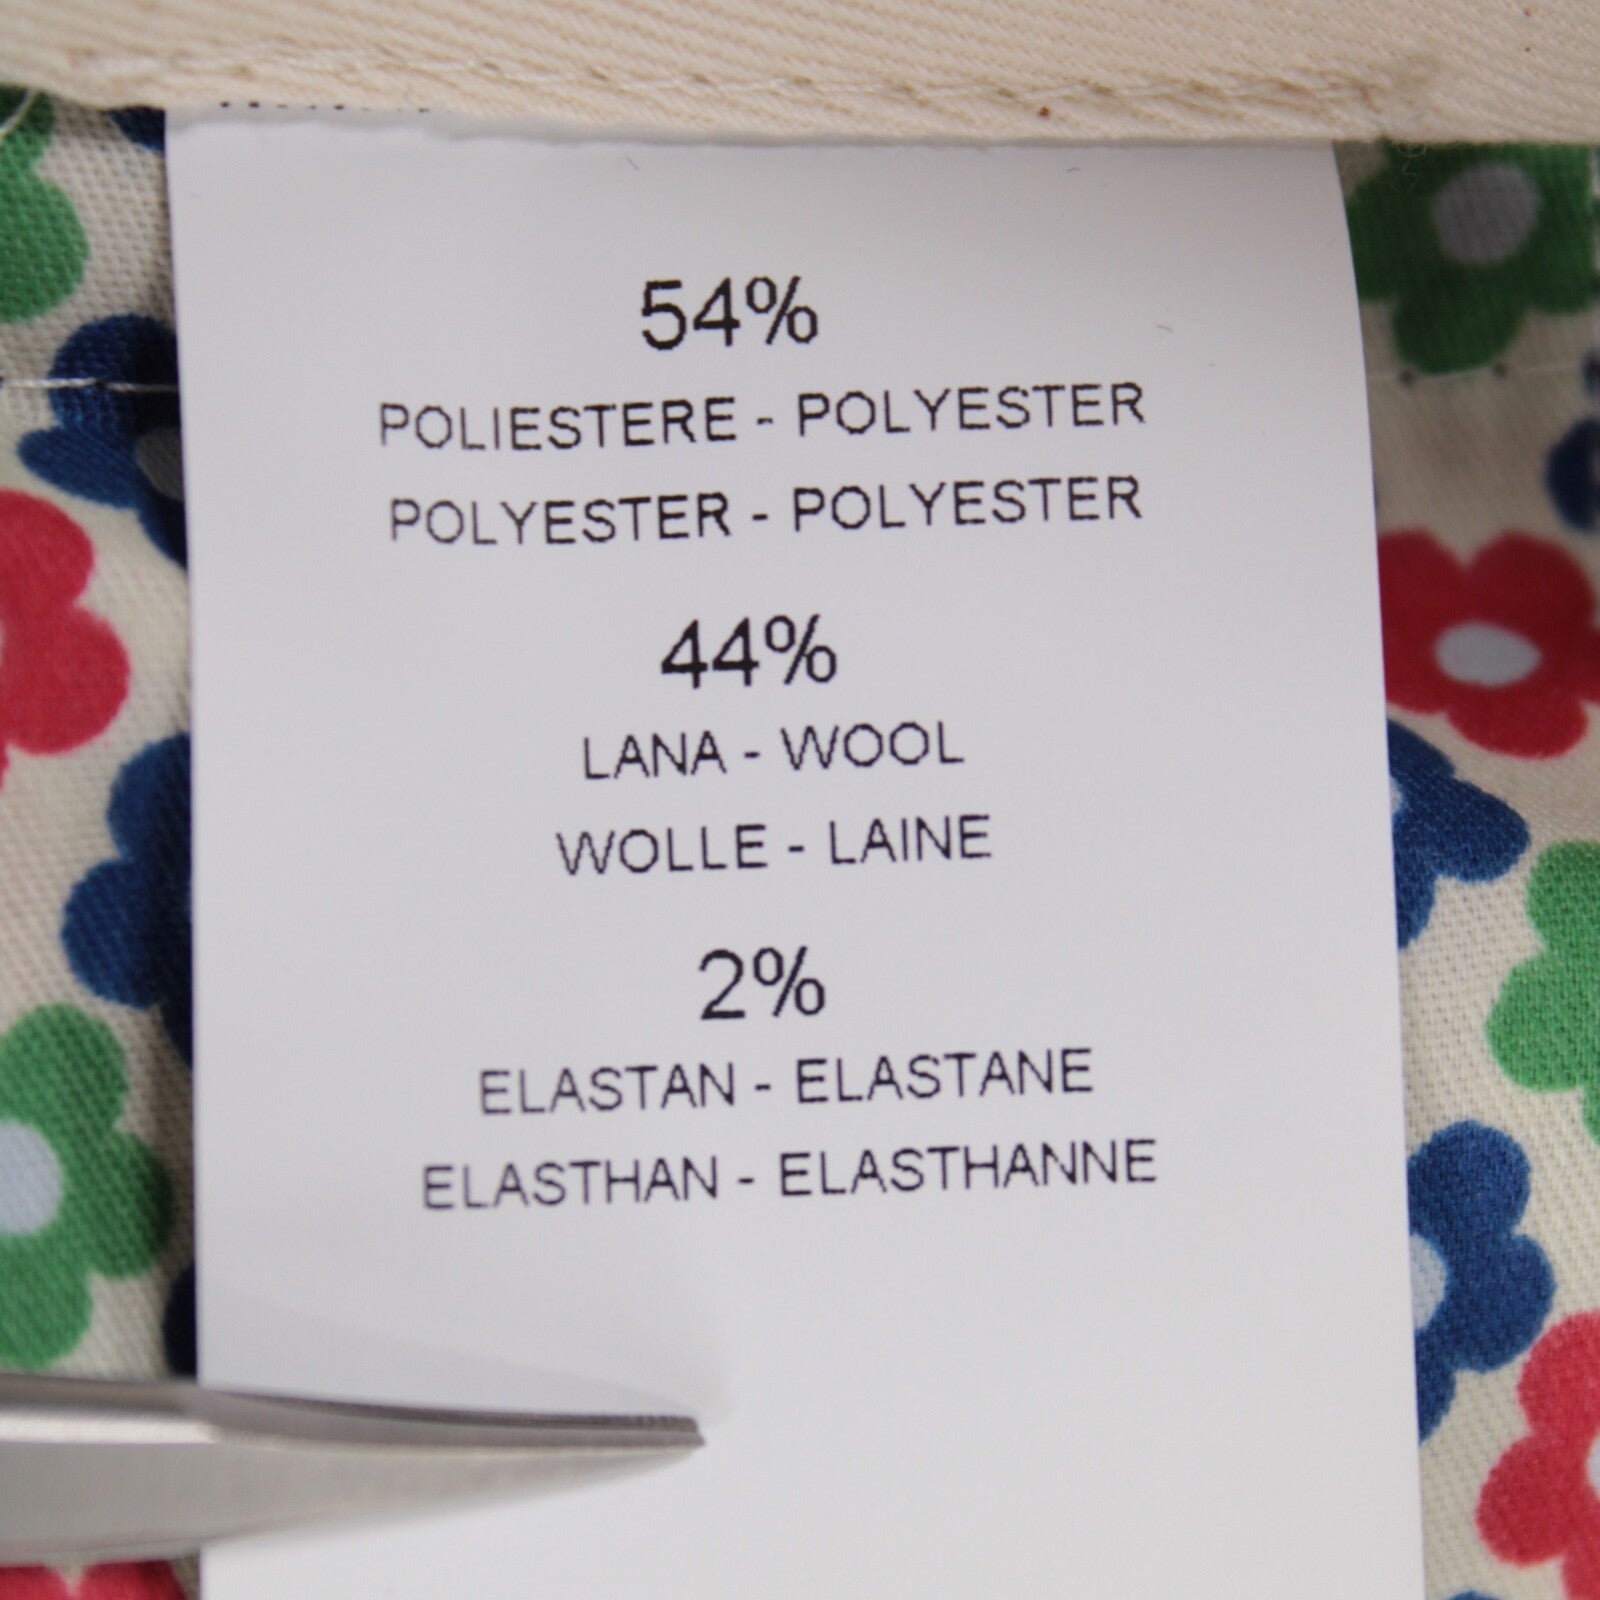 54%
POLIESTERE - POLYESTER
POLYESTER - POLYESTER
44%
LANA - WOOL
WOLLE - LAINE
2%
ELASTAN - ELASTANE
ELASTHAN - ELASTHANNE